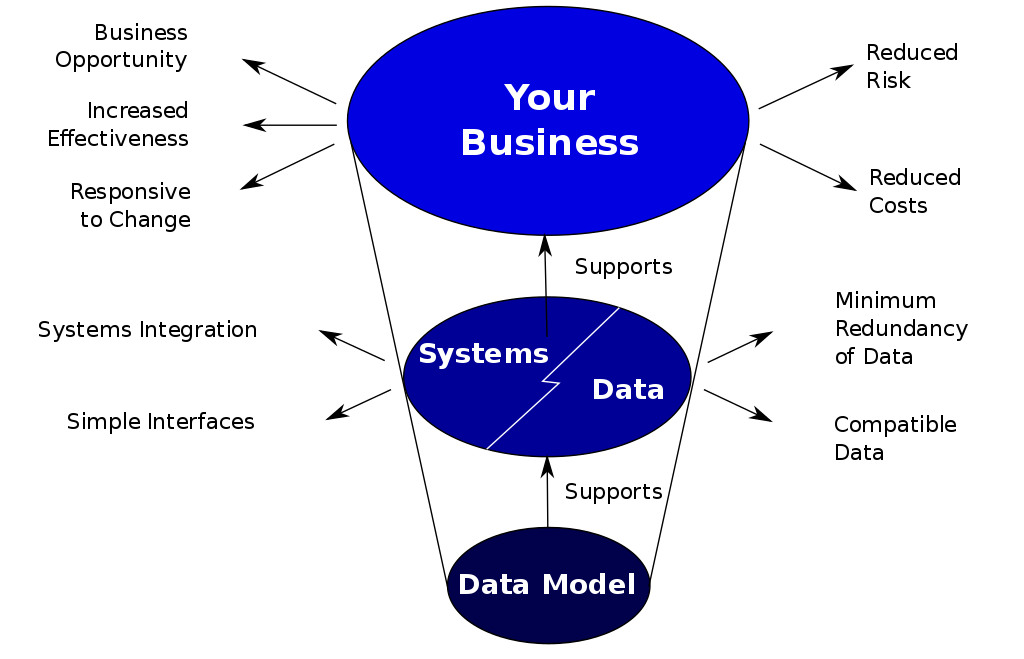 Business
Opportunity
Increased
Effectiveness
Responsive
to Change
Your
Business
Reduced
Risk
Reduced
Costs
Supports
Systems Integration
Simple Interfaces
Systems
Data
Minimum
Redundancy
of Data
Compatible
Data
Supports
Data Model